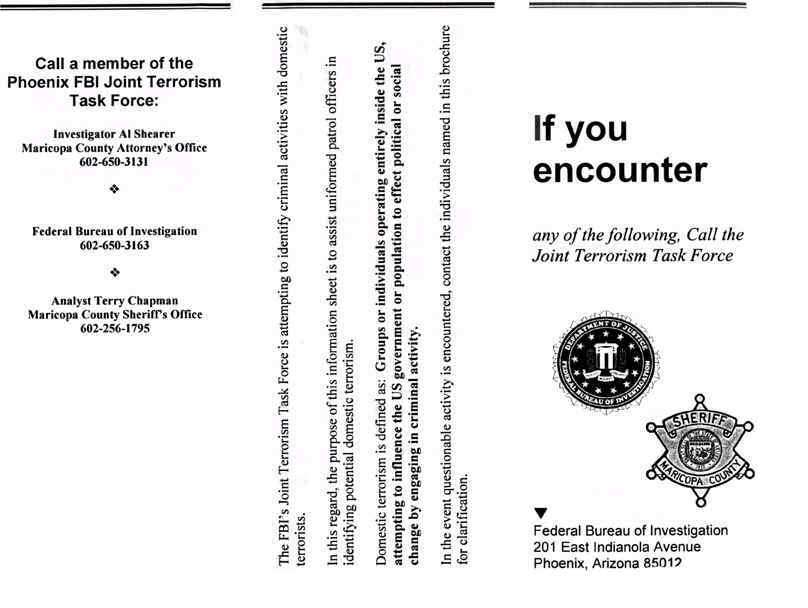 Call a member of the
Phoenix FBI Joint Terrorism
Task Force:
Investigator Al Shearer
Maricopa County Attorney's Office
602-650-3131
Federal Bureau of Investigation
602-650-3163
Analyst Terry Chapman
Maricopa County Sheriff's Office
602-256-1795
The FBI's Joint Terrorism Task Force is attempting to identify criminal activities with domestic
terrorists.
In this regard, the purpose of this information sheet is to assist uniformed patrol officers in
identifying potential domestic terrorism.
Domestic terrorism is defined as: Groups or individuals operating entirely inside the US,
attempting to influence the US government or population to effect political or social
change by engaging in criminal activity.
In the event questionable activity is encountered, contact the individuals named in this brochure
for clarification.
If you
encounter
any of the following, Call the
Joint Terrorism Task Force
DEPARTMENT OF JUSTICE
FEDERAL BUREAU OF INVESTIGATION
SHERIFF
MARICOPA COUNTY
Federal Bureau of Investigation
201 East Indianola Avenue
Phoenix, Arizona 85012